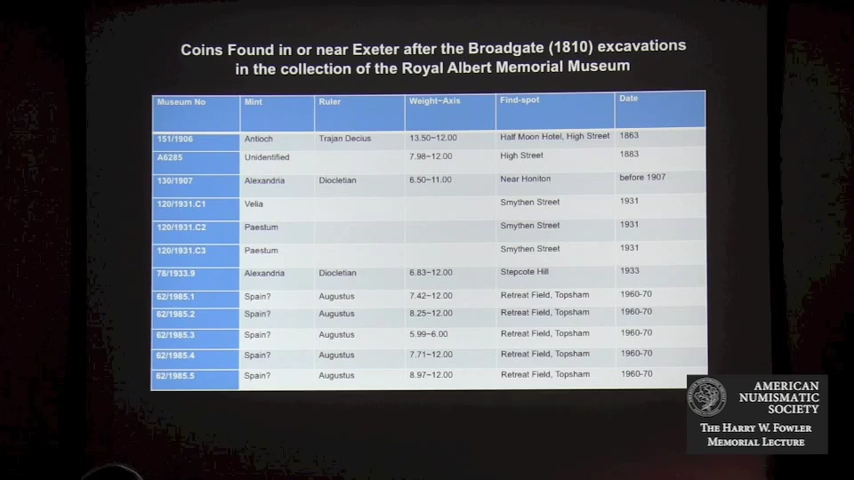 Coins Found in or near Exeter after the Broadgate (1810) excavations
in the collection of the Royal Albert Memorial Museum
Museum No Mint Ruler Weight-Axis Find-spot Date
151/1906 Antioch Trajan Decius 13.50-12.00 Half Moon Hotel, High Street 1863
A6285 Unidentified 7.98-12.00 High Street 1883
130/1907 Alexandria Diocletian 6.50-11.00 Near Honiton before 1907
120/1931.C1 Velia Smythen Street 1931
120/1931.C2 Paestum Smythen Street 1931
120/1931.C3 Paestum Smythen Street 1931
78/1933.9 Alexandria Diocletian 6.83-12.00 Stepcote Hill 1933
62/1985.1 Spain? Augustus 7.42-12.00 Retreat Field, Topsham 1960-70
62/1985.2 Spain? Augustus 8.25-12.00 Retreat Field, Topsham 1960-70
62/1985.3 Spain? Augustus 5.99-6.00 Retreat Field, Topsham 1960-70
62/1985.4 Spain? Augustus 7.71-12.00 Retreat Field, Topsham 1960-70
62/1985.5 Spain? Augustus 8.97-12.00 Retreat Field, Topsham 1960-70
AMERICAN
NUMISMATIC
SOCIETY
THE HARRY W. FOWLER
MEMORIAL LECTURE